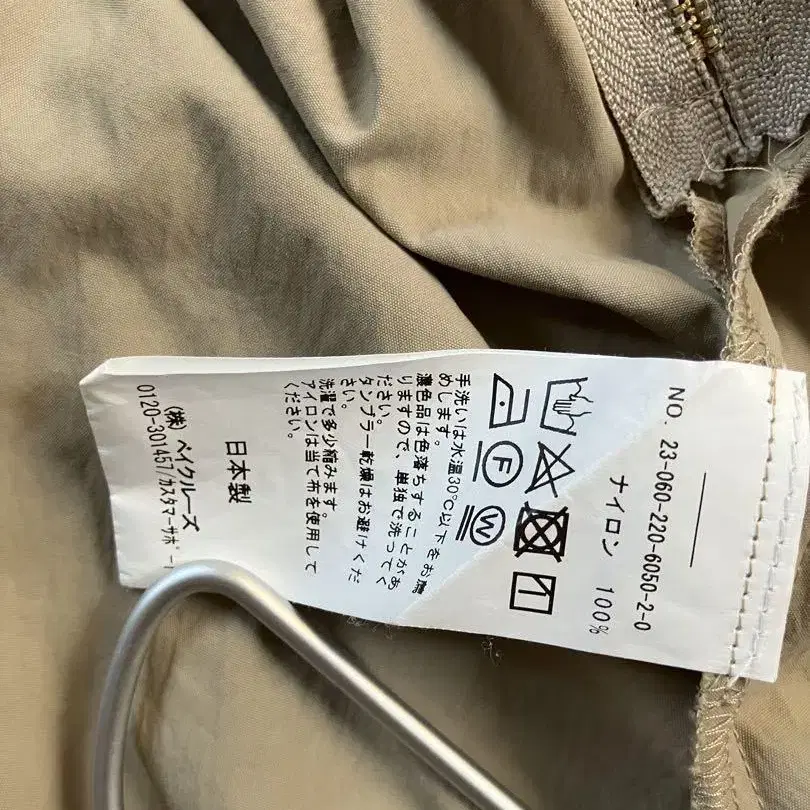 NO. 23-060-220-6050-2-0
ナイロン 100%
F
W
手洗いは水温30℃以下をお薦
めします。
濃色品は色落ちすることがあ
りますので、単独で洗ってく
ださい。
タンブラー乾燥はお避けくだ
さい。
洗濯で多少縮みます。
アイロンは当て布を使用して
ください。
日本製
(株) ベイクルーズ
0120-301457/カスタマーサポート